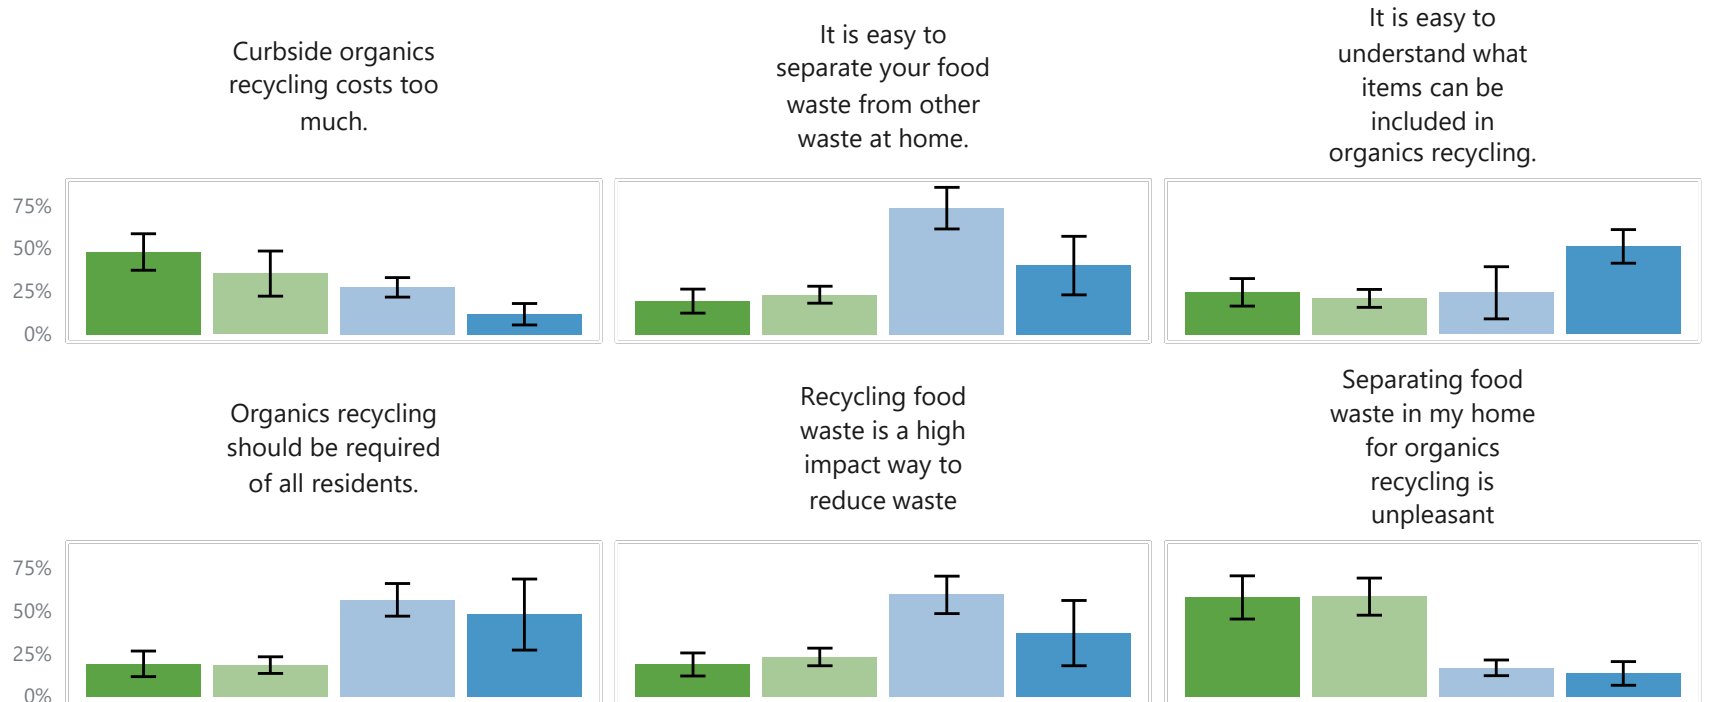 Curbside organics
recycling costs too
much.
It is easy to
separate your food
waste from other
waste at home.
It is easy to
understand what
items can be
included in
organics recycling.
75%
50%
25%
0%
Organics recycling
should be required
of all residents.
Recycling food
waste is a high
impact way to
reduce waste
Separating food
waste in my home
for organics
recycling is
unpleasant
75%
50%
25%
0%